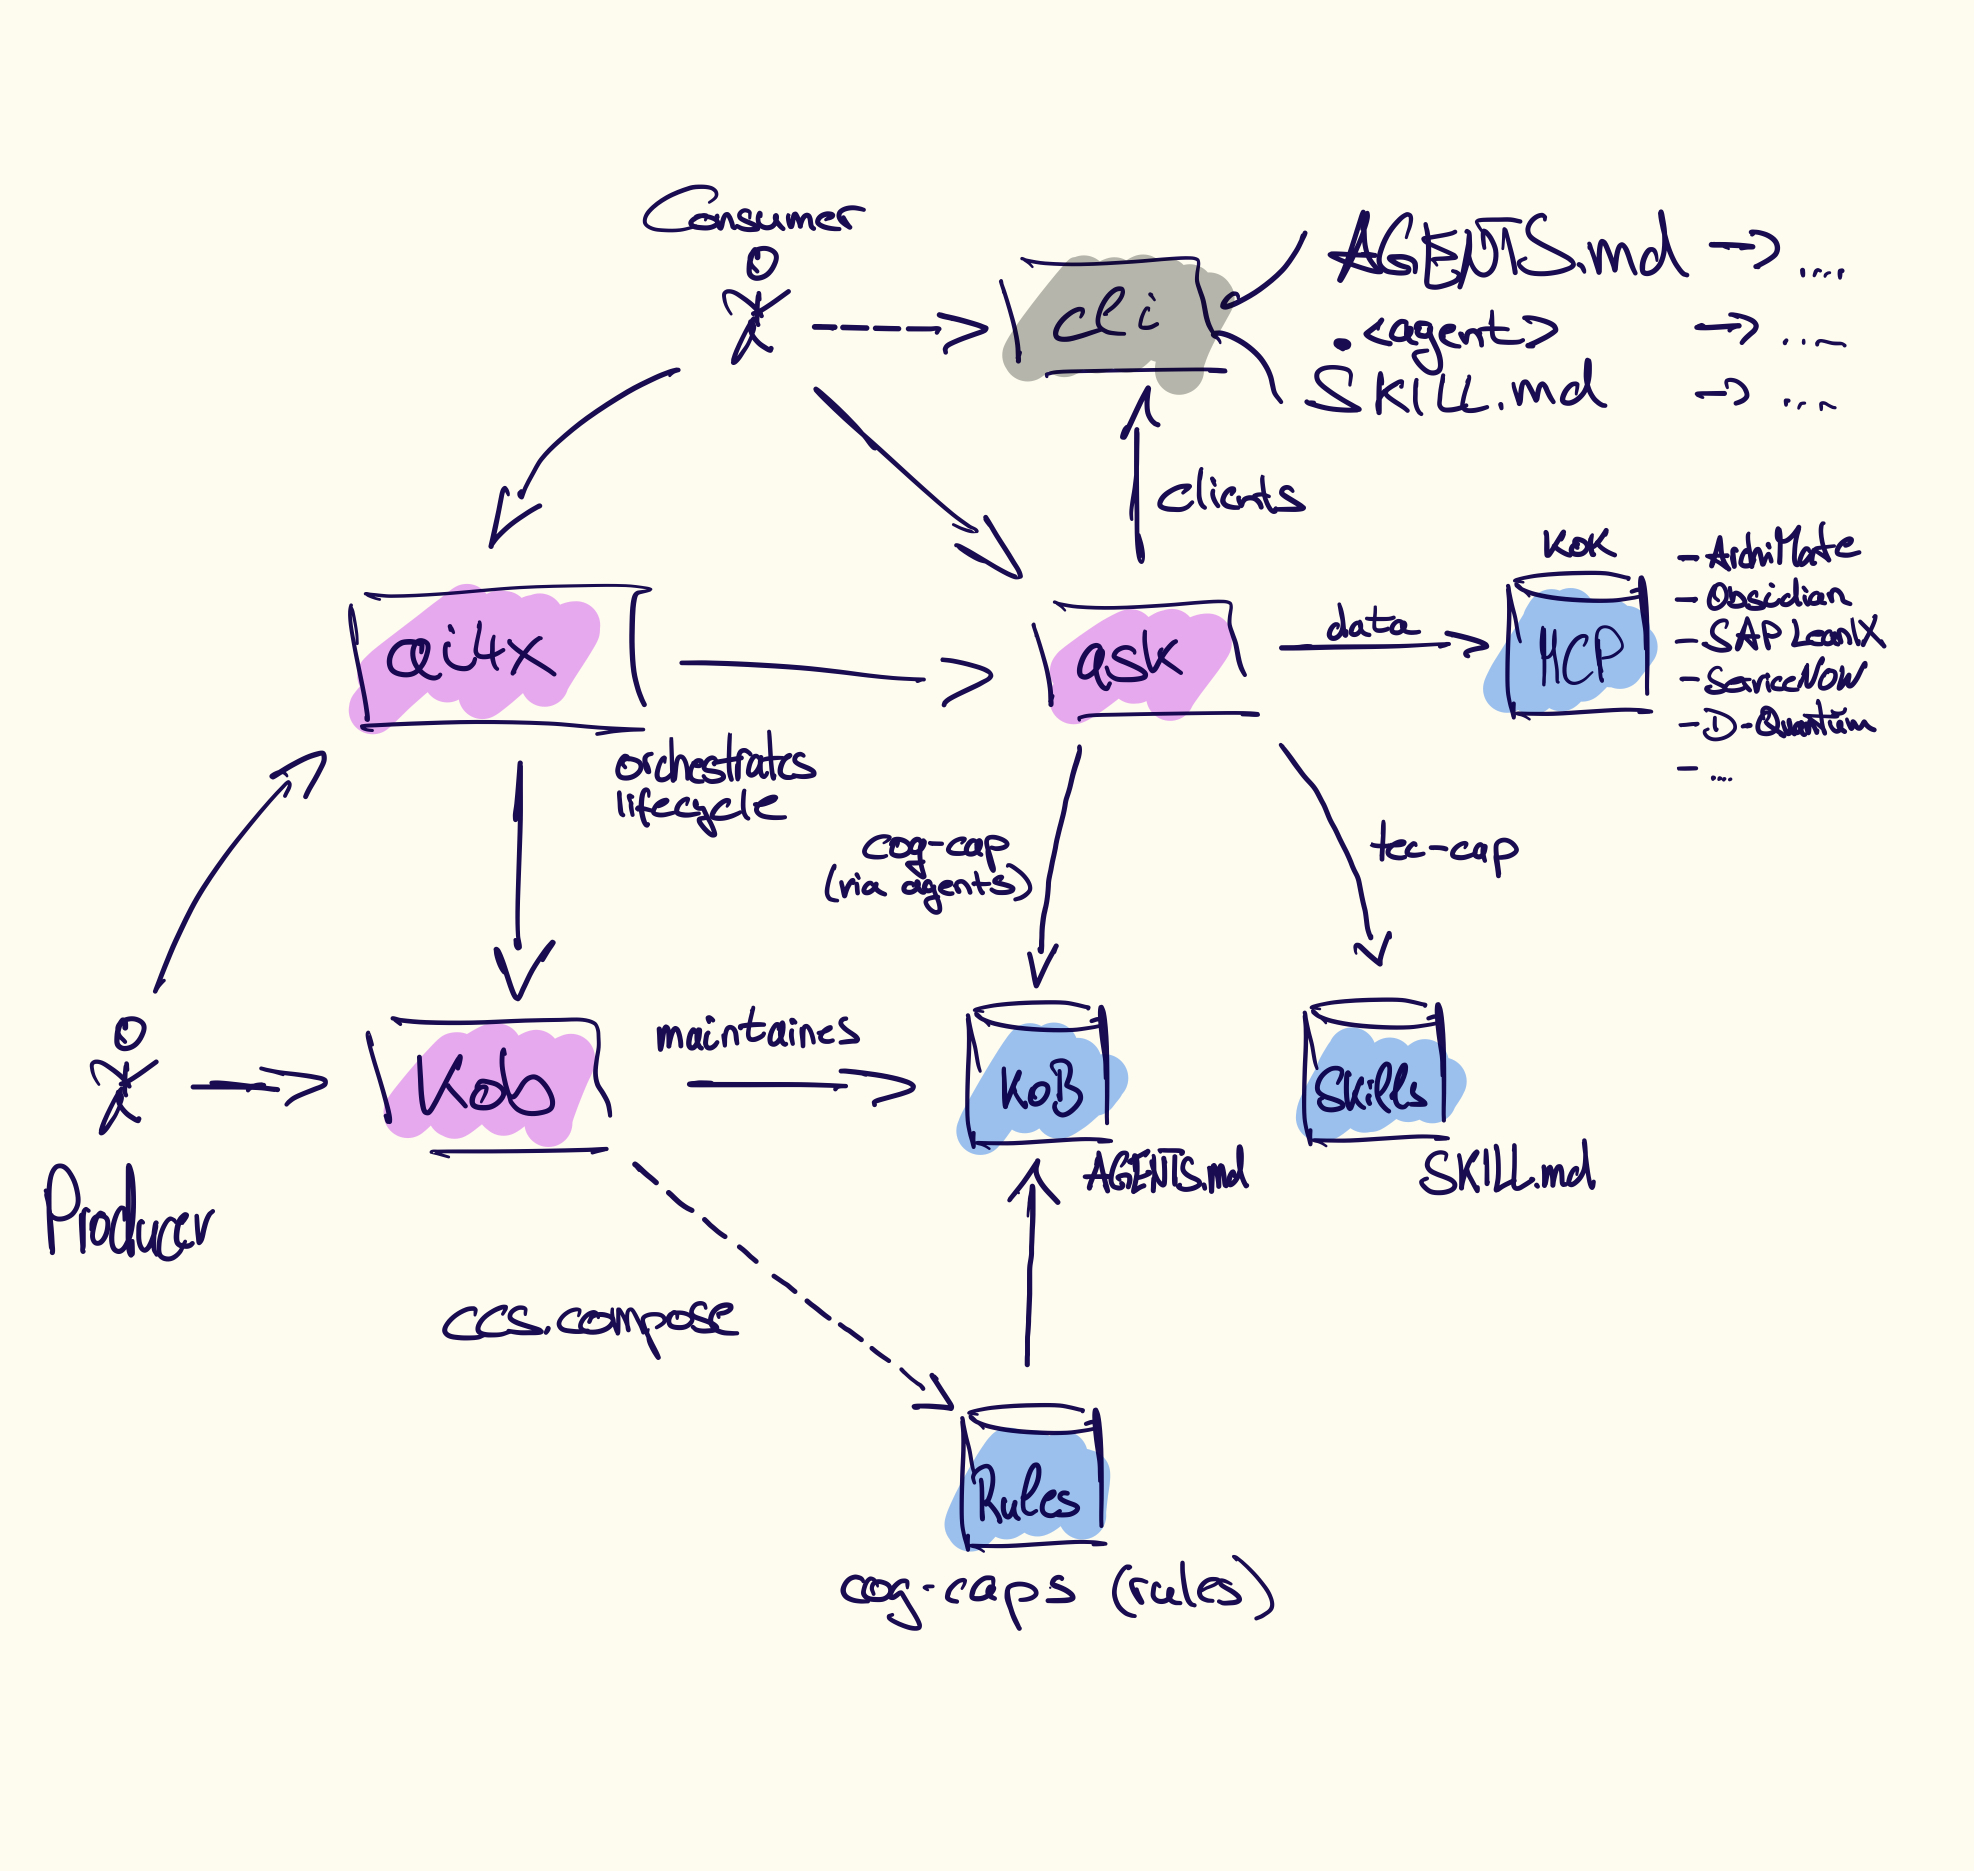 Consumer
cli
AGENTS.md -> ....
.<agent> -> .....
SKILL.md -> ....
clients
KoK
ai4x
ask
data
MCP
- ArchiMate
- Obsidian
- SAP LeanIX
- ServiceNow
- D-Quantum
- ....
orchestrates
lifecycle
cog-cap
(via agents)
tec-cap
Kob
maintaines
KoB
Skills
AGENTS.md
SKILL.md
Producer
ccs.compose
Rules
cog-caps (rules)